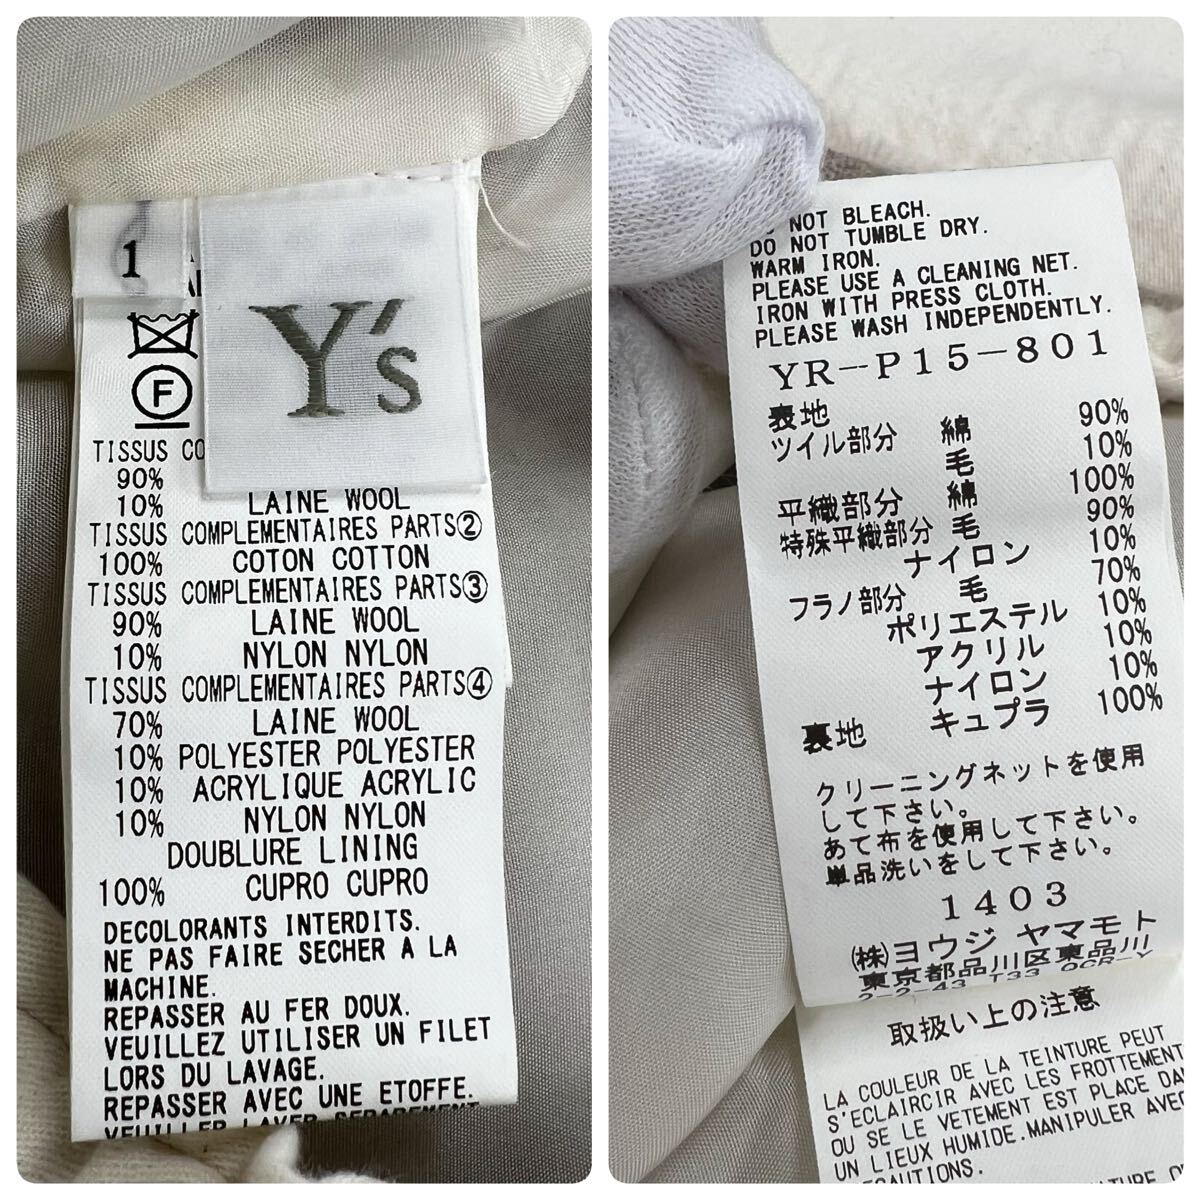 1
Y's
F
TISSUS CO
90%
10% LAINE WOOL
TISSUS COMPLEMENTAIRES PARTS②
100% COTON COTTON
TISSUS COMPLEMENTAIRES PARTS③
90% LAINE WOOL
10% NYLON NYLON
TISSUS COMPLEMENTAIRES PARTS④
70% LAINE WOOL
10% POLYESTER POLYESTER
10% ACRYLIQUE ACRYLIC
10% NYLON NYLON
DOUBLURE LINING
100% CUPRO CUPRO
DECOLORANTS INTERDITS.
NE PAS FAIRE SECHER A LA
MACHINE.
REPASSER AU FER DOUX.
VEUILLEZ UTILISER UN FILET
LORS DU LAVAGE.
REPASSER AVEC UNE ETOFFE.
VEUILLER LAVER SEPAREMENT
NOT BLEACH.
DO NOT TUMBLE DRY.
WARM IRON.
PLEASE USE A CLEANING NET.
IRON WITH PRESS CLOTH.
PLEASE WASH INDEPENDENTLY.
YR-P15-801
表地
ツイル部分 綿 90%
毛 10%
平織部分 綿 100%
特殊平織部分 毛 90%
ナイロン 10%
フラノ部分 毛 70%
ポリエステル 10%
アクリル 10%
ナイロン 10%
裏地 キュプラ 100%
クリーニングネットを使用
して下さい。
あて布を使用して下さい。
単品洗いをして下さい。
1403
㈱ヨウジ ヤマモト
東京都品川区東品川
2-2-43 T33 OCR-Y
取扱い上の注意
LA COULEUR DE LA TEINTURE PEUT
S'ECLAIRCIR AVEC LES FROTTEMENTS
OU SE LE VETEMENT EST PLACE DA
UN LIEUX HUMIDE.MANIPULER AVEC